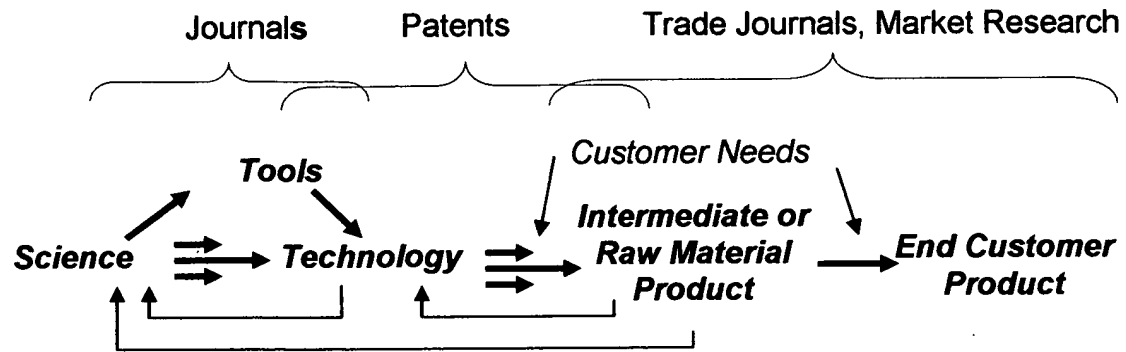 Journals
Patents
Trade Journals, Market Research
Customer Needs
Tools
Science
Technology
Intermediate or
Raw Material
Product
End Customer
Product